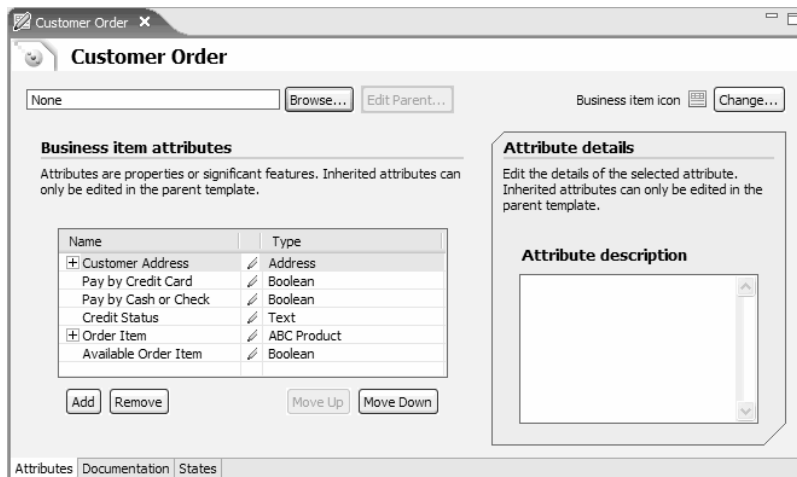 Customer Order
Customer Order
None Browse... Edit Parent... Business item icon Change...
Business item attributes
Attributes are properties or significant features. Inherited attributes can
only be edited in the parent template.
Name Type
Customer Address Address
Pay by Credit Card Boolean
Pay by Cash or Check Boolean
Credit Status Text
Order Item ABC Product
Available Order Item Boolean
Add Remove Move Up Move Down
Attribute details
Edit the details of the selected attribute.
Inherited attributes can only be edited in the
parent template.
Attribute description
Attributes Documentation States